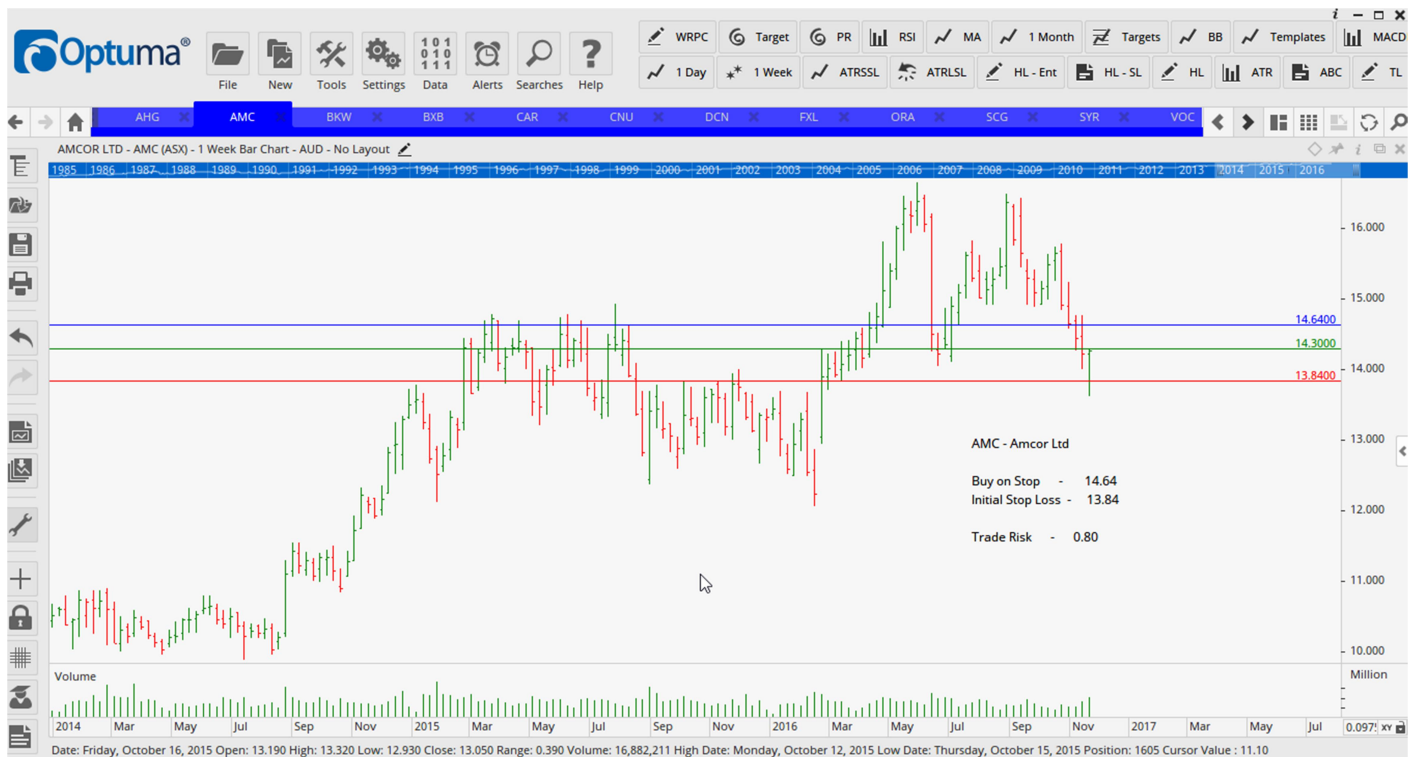 i
Optuma®
WRPC Target PR RSI MA 1 Month Targets BB Templates MACD
1 0 1
0 1 0
1 1 1
1 Day 1 Week ATRSSL ATRLSL HL - Ent HL - SL HL ATR ABC TL
File New Tools Settings Data Alerts Searches Help
AHG AMC BKW BXB CAR CNU DCN FXL ORA SCG SYR VOC
AMCOR LTD - AMC (ASX) - 1 Week Bar Chart - AUD - No Layout
1985 1986 1987 1988 1989 1990 1991 1992 1993 1994 1995 1996 1997 1998 1999 2000 2001 2002 2003 2004 2005 2006 2007 2008 2009 2010 2011 2012 2013 2014 2015 2016
16.000
15.000
14.6400
14.3000
14.000
13.8400
13.000
AMC - Amcor Ltd
Buy on Stop - 14.64
Initial Stop Loss - 13.84
12.000
Trade Risk - 0.80
11.000
10.000
Volume
Million
2014 Mar May Jul Sep Nov 2015 Mar May Jul Sep Nov 2016 Mar May Jul Sep Nov 2017 Mar May Jul XY
Date: Friday, October 16, 2015 Open: 13.190 High: 13.320 Low: 12.930 Close: 13.050 Range: 0.390 Volume: 16,882,211 High Date: Monday, October 12, 2015 Low Date: Thursday, October 15, 2015 Position: 1605 Cursor Value : 11.10